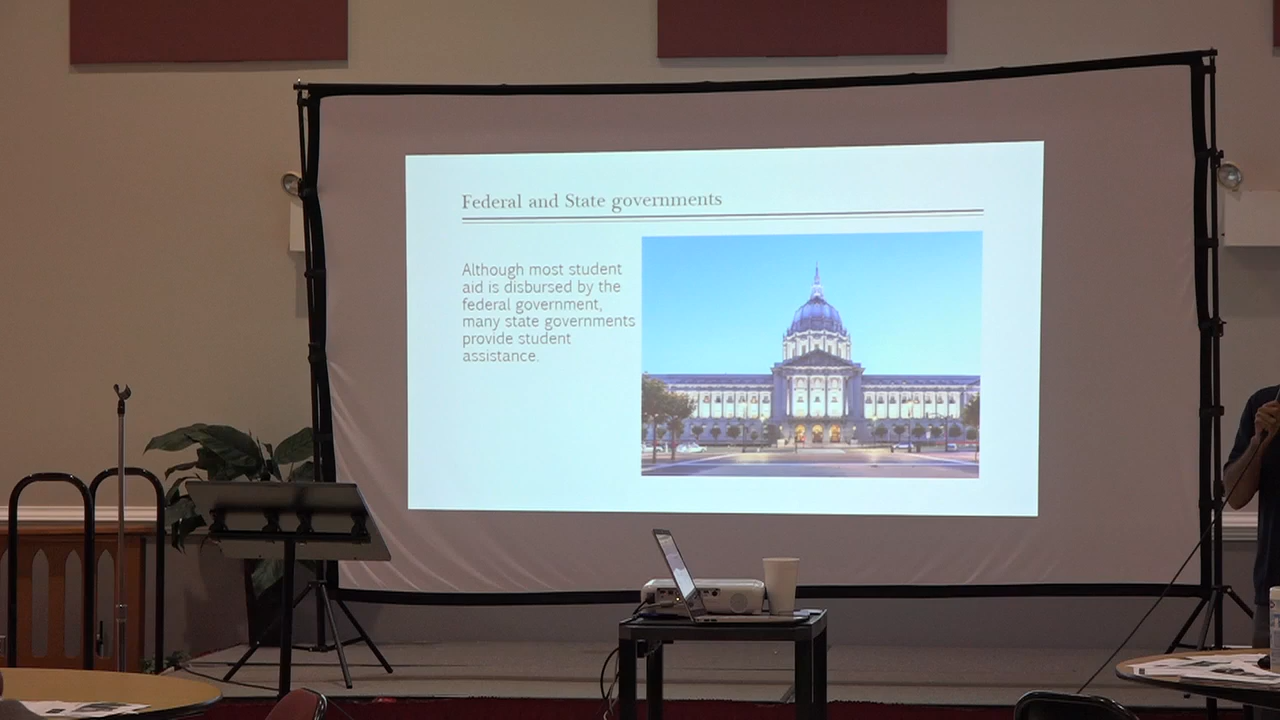 Federal and State governments
Although most student
aid is disbursed by the
federal government,
many state governments
provide student
assistance.